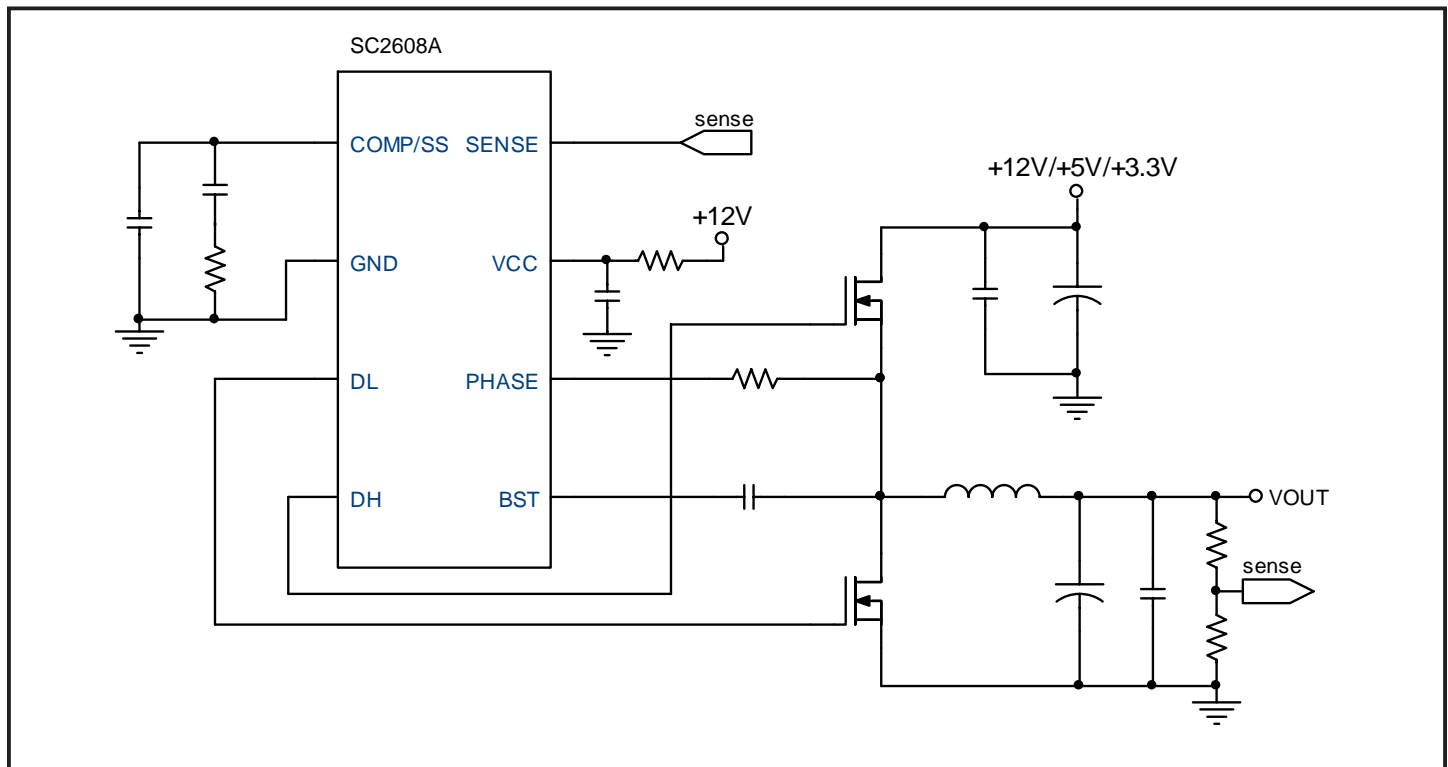 SC2608A
COMP/SS SENSE
sense
+12V/+5V/+3.3V
+12V
GND VCC
DL PHASE
DH BST
VOUT
sense